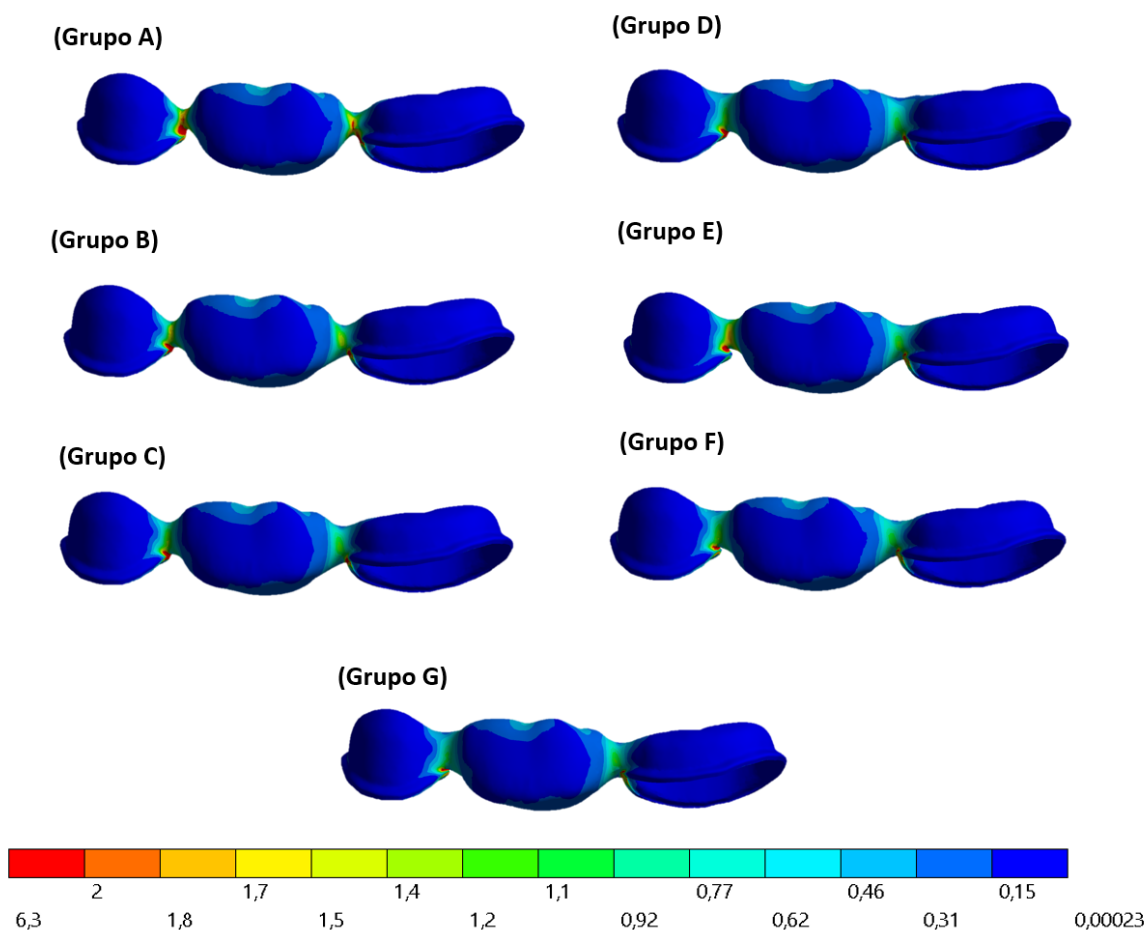 (Grupo A)
(Grupo D)
(Grupo B)
(Grupo E)
(Grupo C)
(Grupo F)
(Grupo G)
2 1,7 1,4 1,1 0,77 0,46 0,15
6,3 1,8 1,5 1,2 0,92 0,62 0,31 0,00023